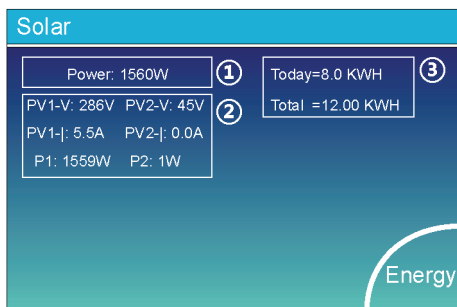 Solar
Power: 1560W ①
PV1-V: 286V PV2-V: 45V ②
PV1-|: 5.5A PV2-|: 0.0A
P1: 1559W P2: 1W
Today=8.0 KWH ③
Total =12.00 KWH
Energy